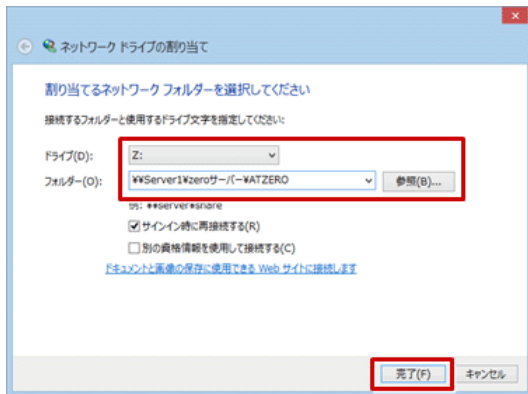 ネットワーク ドライブの割り当て
割り当てるネットワーク フォルダーを選択してください
接続するフォルダーと使用するドライブ文字を指定してください:
ドライブ(D): Z:
フォルダー(O): ¥¥Server1¥zeroサーバー¥ATZERO 参照(B)...
例: ¥¥server¥share
サインイン時に再接続する(R)
別の資格情報を使用して接続する(C)
ドキュメントと画像の保存に使用できる Web サイトに接続します
完了(F) キャンセル